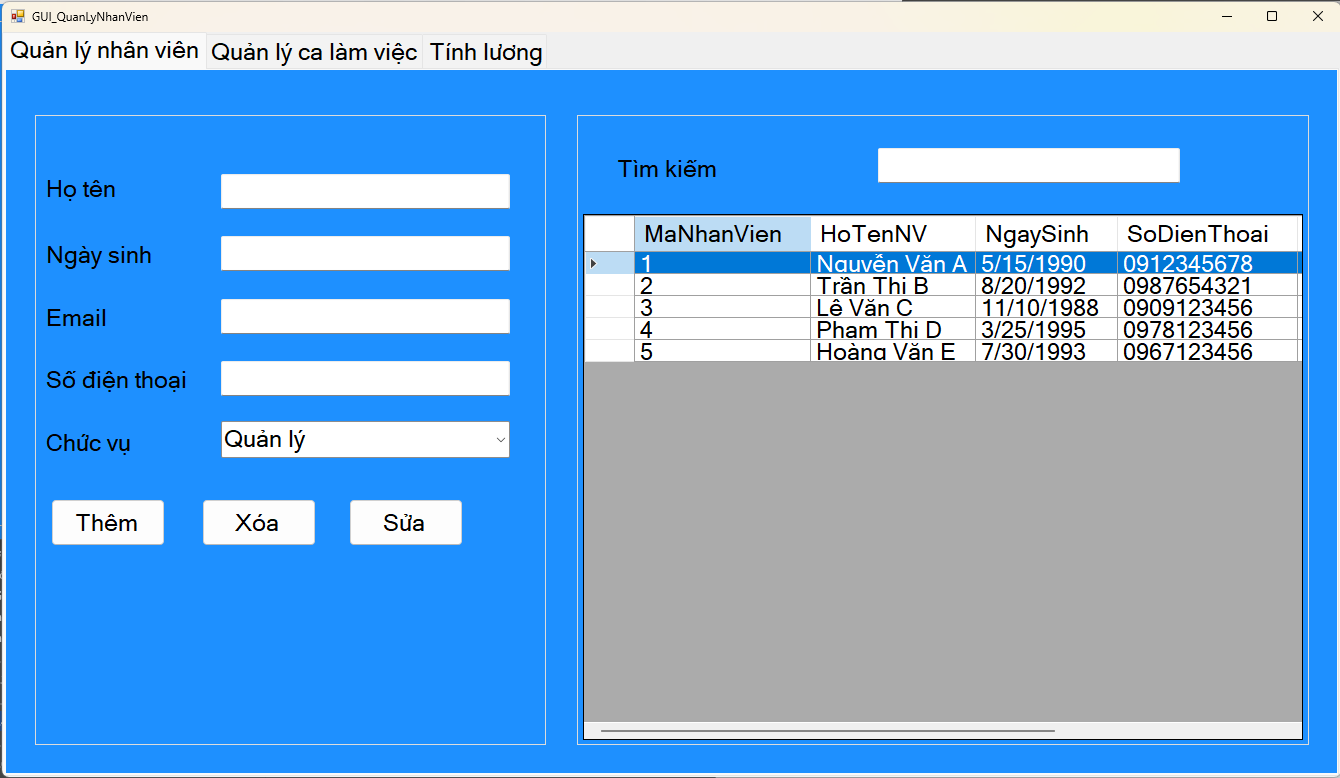 GUI_QuanLyNhanVien
Quản lý nhân viên Quản lý ca làm việc Tính lương
Họ tên
Ngày sinh
Email
Số điện thoại
Chức vụ Quản lý
Thêm Xóa Sửa
Tìm kiếm
MaNhanVien HoTenNV NgaySinh SoDienThoai
1 Nguyễn Văn A 5/15/1990 0912345678
2 Trần Thị B 8/20/1992 0987654321
3 Lê Văn C 11/10/1988 0909123456
4 Phạm Thị D 3/25/1995 0978123456
5 Hoàng Văn E 7/30/1993 0967123456